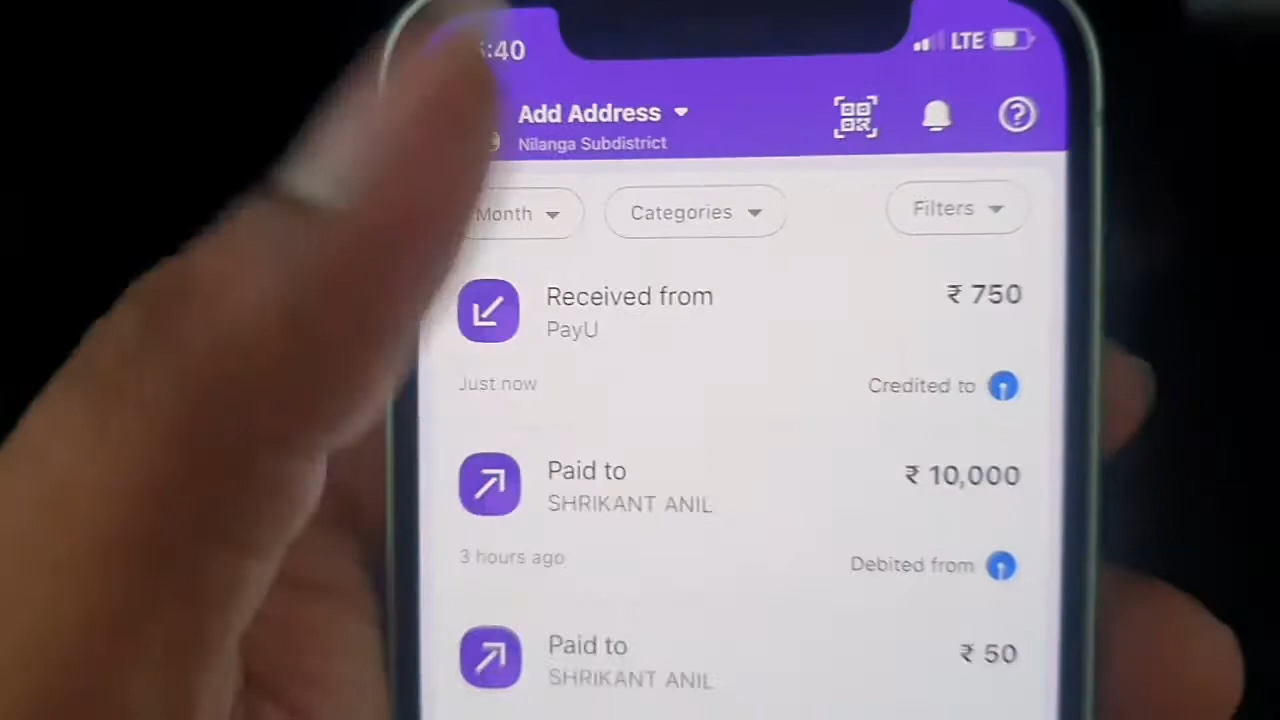 :40
LTE
Add Address
Nilanga Subdistrict
Month
Categories
Filters
Received from
₹ 750
PayU
Just now
Credited to
Paid to
₹ 10,000
SHRIKANT ANIL
3 hours ago
Debited from
Paid to
₹ 50
SHRIKANT ANIL